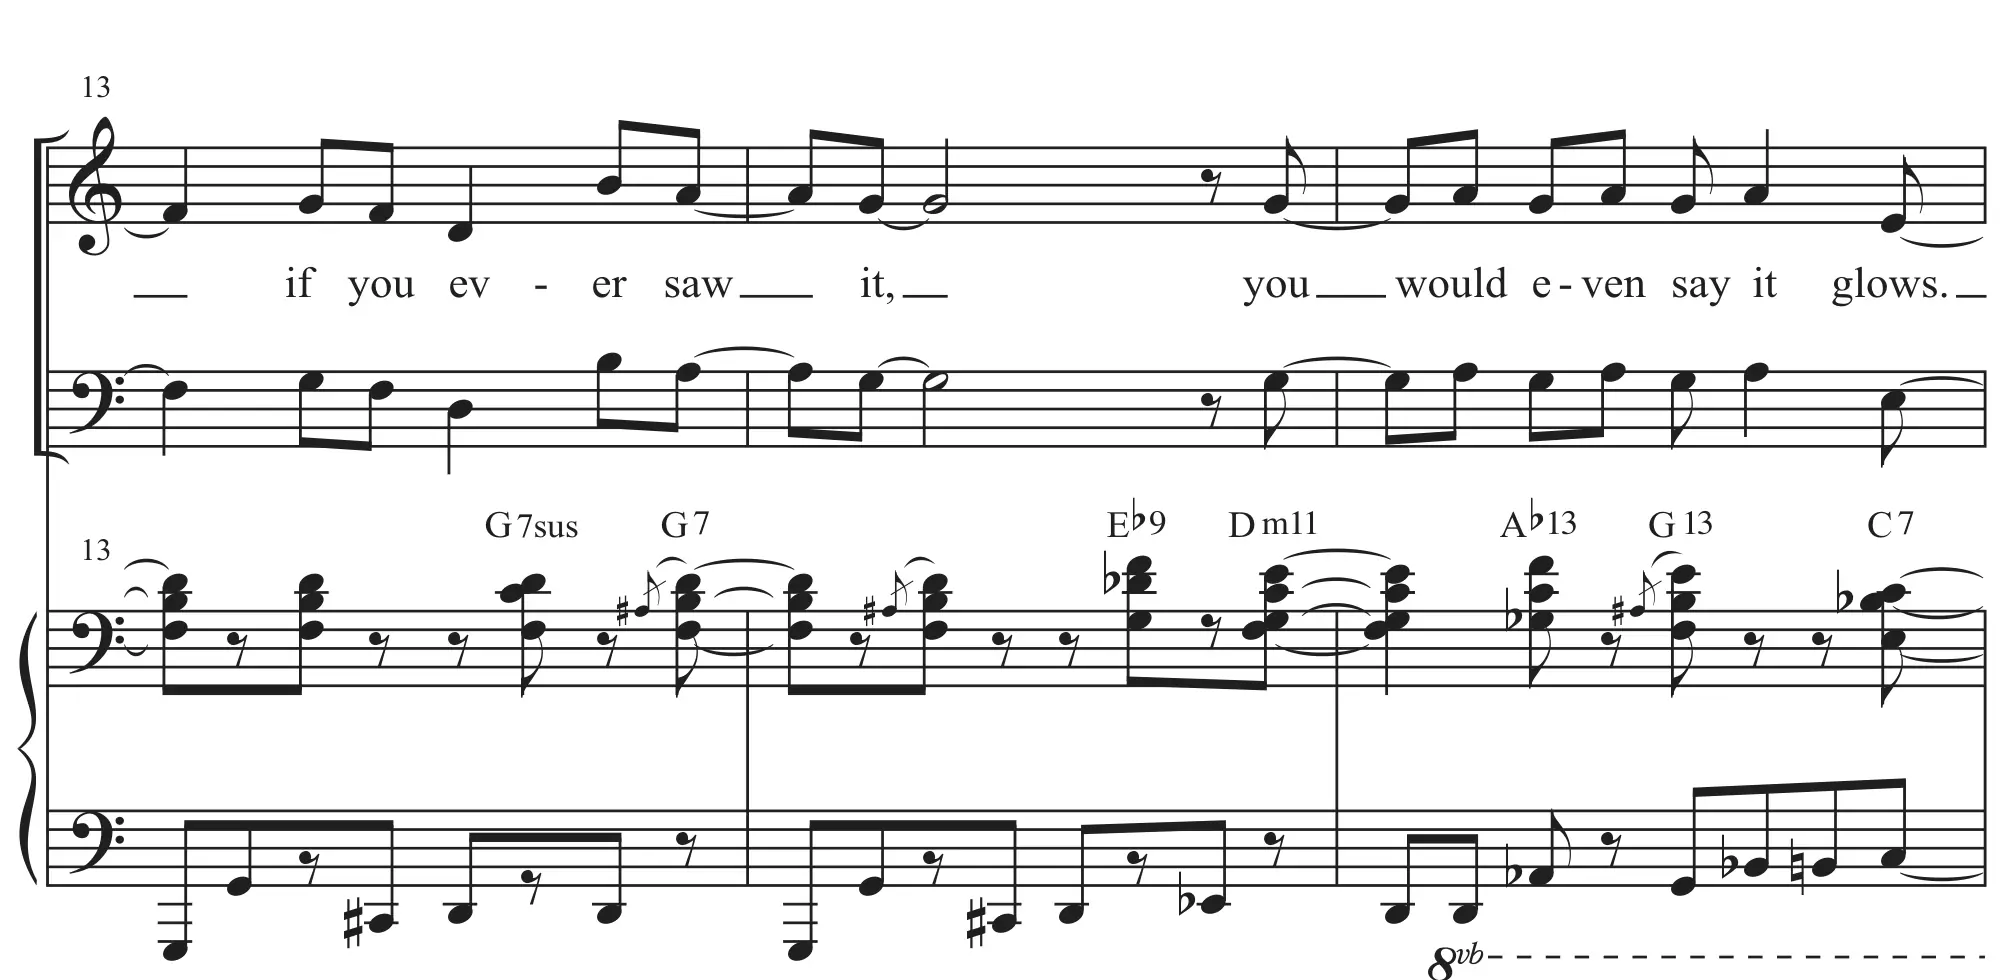 13
if you ev - er saw it, you would e - ven say it glows.
G7sus G7 E♭9 Dm11 A♭13 G13 C7
13
8vb